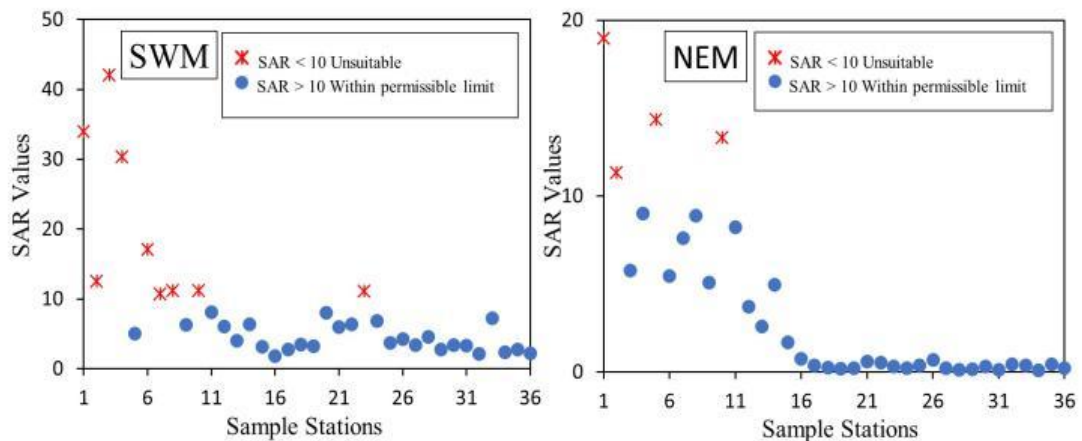 SWM
SAR < 10 Unsuitable
SAR > 10 Within permissible limit
50
40
30
20
10
0
SAR Values
1 6 11 16 21 26 31 36
Sample Stations
NEM
SAR < 10 Unsuitable
SAR > 10 Within permissible limit
20
10
0
SAR Values
1 6 11 16 21 26 31 36
Sample Stations